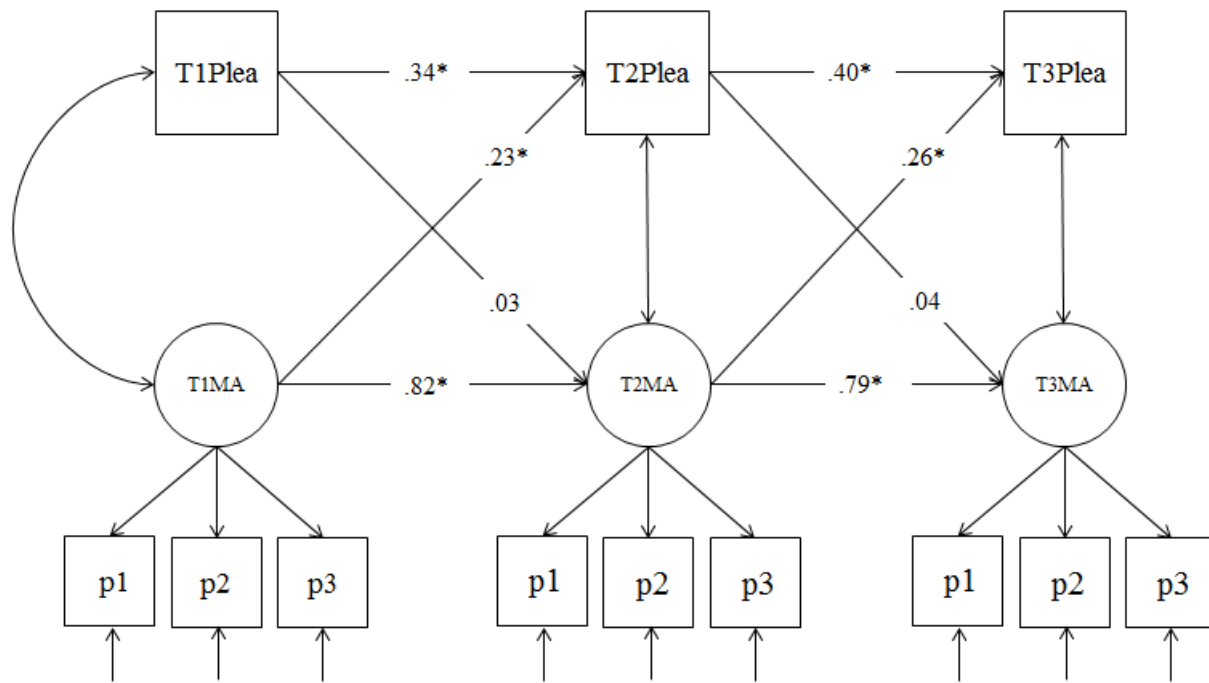 T1Plea
.34*
T2Plea
.40*
T3Plea
.23*
.26*
.03
.04
T1MA
.82*
T2MA
.79*
T3MA
p1
p2
p3
p1
p2
p3
p1
p2
p3